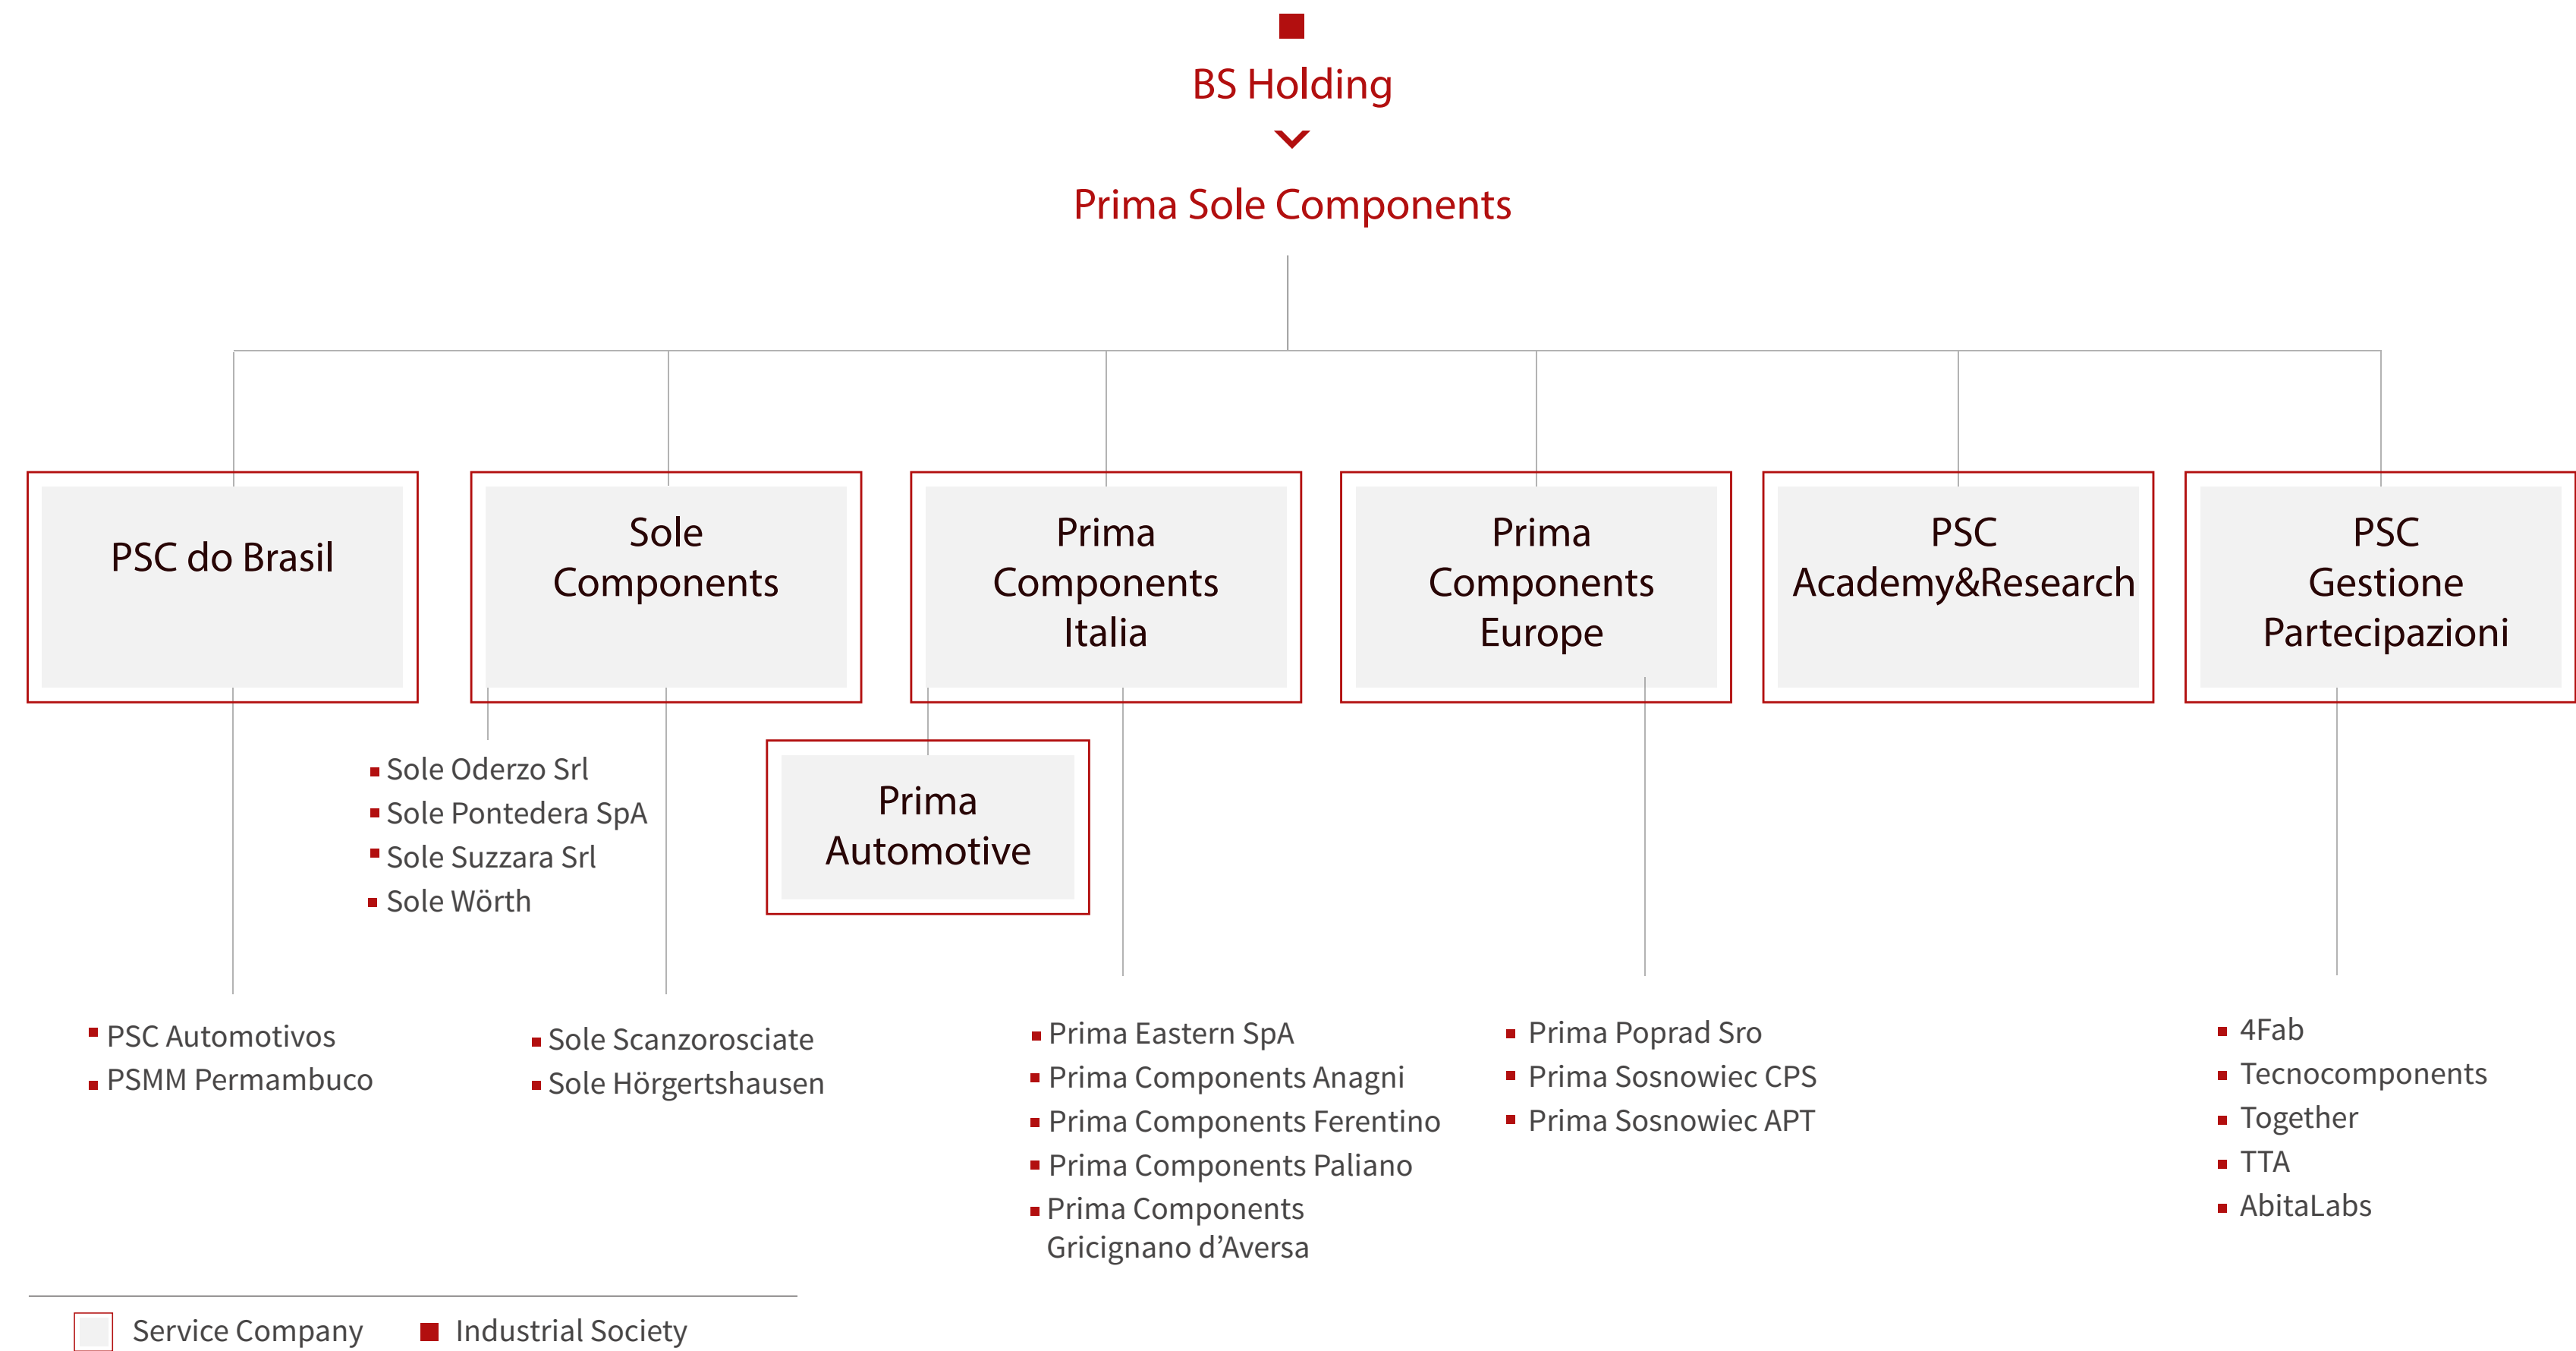 BS Holding
Prima Sole Components
PSC do Brasil
Sole
Components
Prima
Components
Italia
Prima
Components
Europe
PSC
Academy&Research
PSC
Gestione
Partecipazioni
Sole Oderzo Srl
Sole Pontedera SpA
Sole Suzzara Srl
Sole Wörth
Prima
Automotive
PSC Automotivos
PSMM Permambuco
Sole Scanzorosciate
Sole Hörgertshausen
Prima Eastern SpA
Prima Components Anagni
Prima Components Ferentino
Prima Components Paliano
Prima Components
Gricignano d’Aversa
Prima Poprad Sro
Prima Sosnowiec CPS
Prima Sosnowiec APT
4Fab
Tecnocomponents
Together
TTA
AbitaLabs
Service Company
Industrial Society